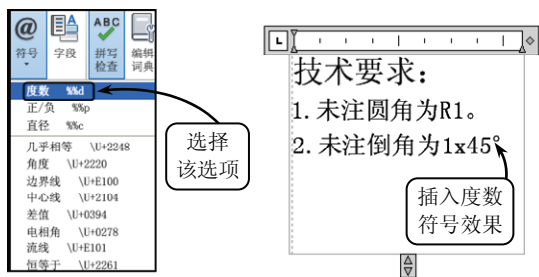 @
A
ABC
符号 字段 拼写 编辑
检查 词典
度数 %%d
正/负 %%p
直径 %%c
几乎相等 \U+2248
角度 \U+2220
边界线 \U+E100
中心线 \U+2104
差值 \U+0394
电相角 \U+0278
流线 \U+E101
恒等于 \U+2261
选择
该选项
L
技术要求：
1.未注圆角为R1。
2.未注倒角为1x45°
插入度数
符号效果